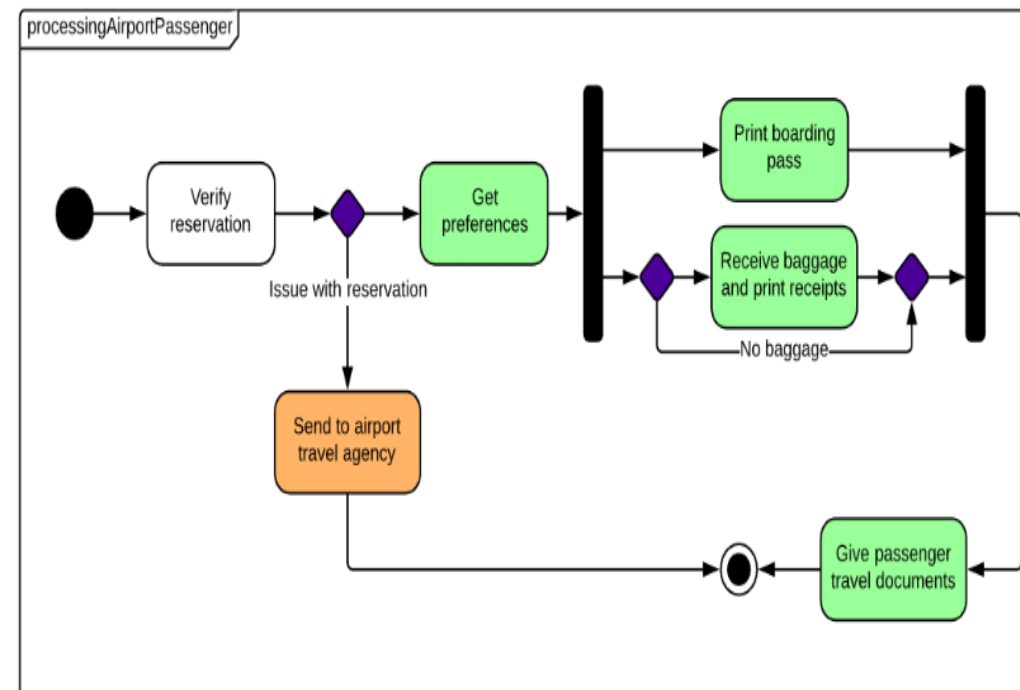 processingAirportPassenger
Verify
reservation
Get
preferences
Print boarding
pass
Receive baggage
and print receipts
Issue with reservation
No baggage
Send to airport
travel agency
Give passenger
travel documents